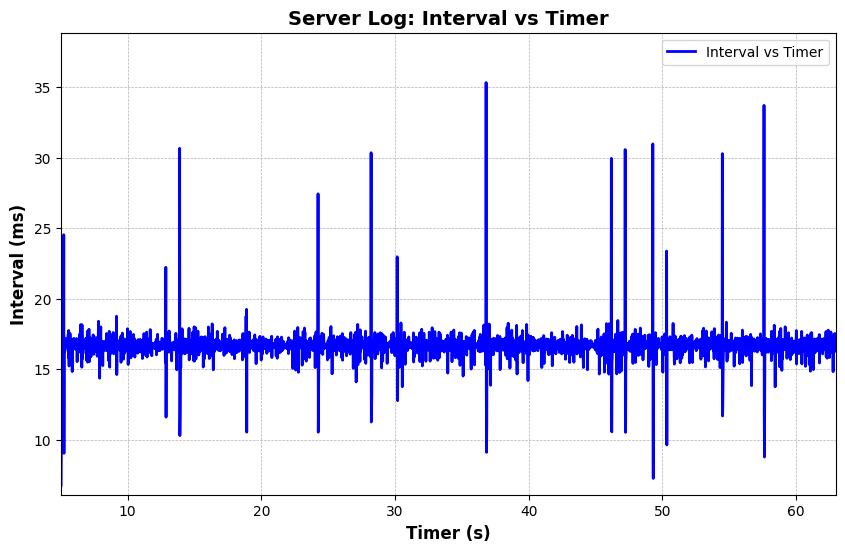 Server Log: Interval vs Timer
Interval vs Timer
Interval (ms)
35
30
25
20
15
10
10 20 30 40 50 60
Timer (s)